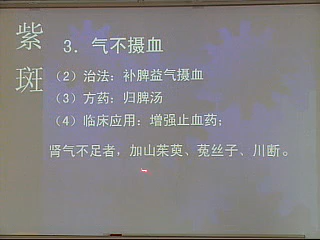 紫斑
3．气不摄血
（2）治法：补脾益气摄血
（3）方药：归脾汤
（4）临床应用：增强止血药；
肾气不足者，加山茱萸、菟丝子、川断。